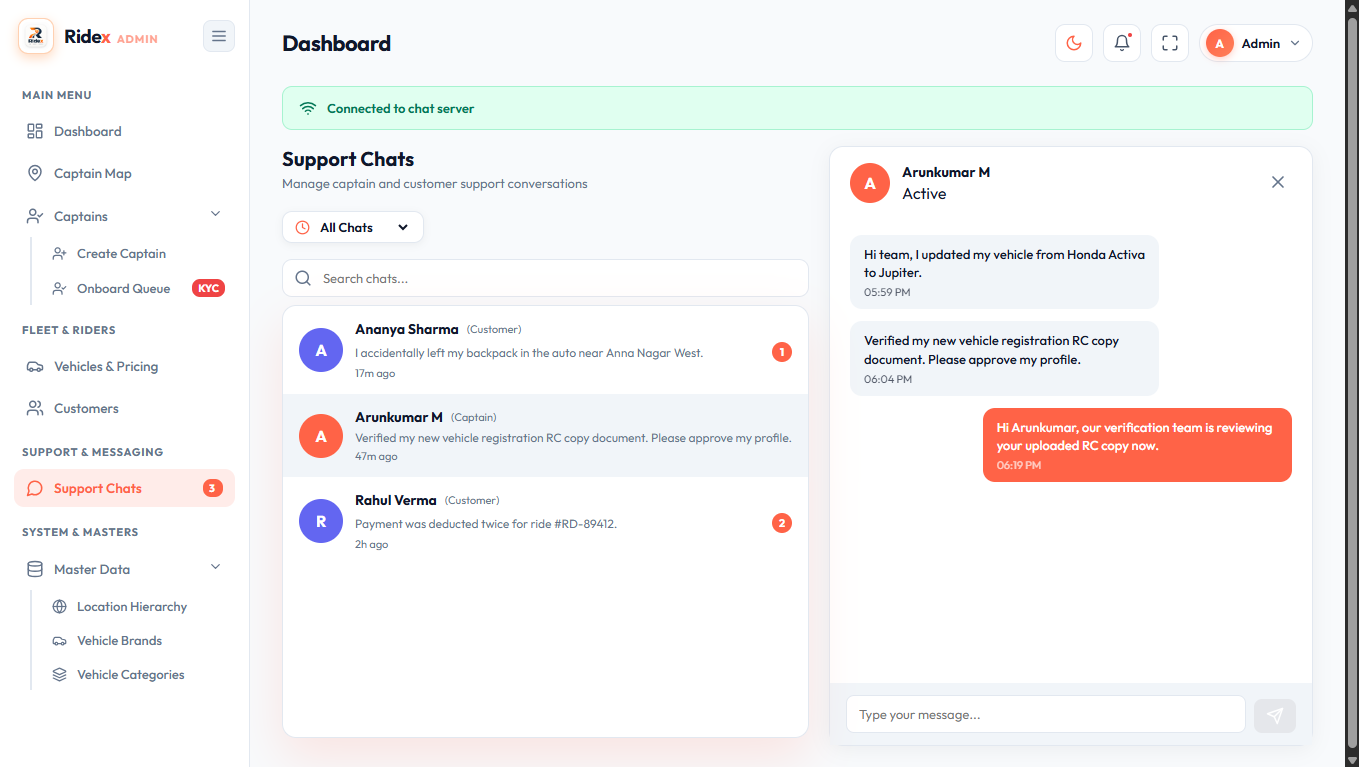 Ridex ADMIN
MAIN MENU
Dashboard
Captain Map
Captains
Create Captain
Onboard Queue KYC
FLEET & RIDERS
Vehicles & Pricing
Customers
SUPPORT & MESSAGING
Support Chats 3
SYSTEM & MASTERS
Master Data
Location Hierarchy
Vehicle Brands
Vehicle Categories
Dashboard
A Admin
Connected to chat server
Support Chats
Manage captain and customer support conversations
All Chats
Search chats...
A
Ananya Sharma (Customer)
I accidentally left my backpack in the auto near Anna Nagar West.
1
17m ago
A
Arunkumar M (Captain)
Verified my new vehicle registration RC copy document. Please approve my profile.
47m ago
R
Rahul Verma (Customer)
Payment was deducted twice for ride #RD-89412.
2
2h ago
A
Arunkumar M
Active
Hi team, I updated my vehicle from Honda Activa
to Jupiter.
05:59 PM
Verified my new vehicle registration RC copy
document. Please approve my profile.
06:04 PM
Hi Arunkumar, our verification team is reviewing
your uploaded RC copy now.
06:19 PM
Type your message...